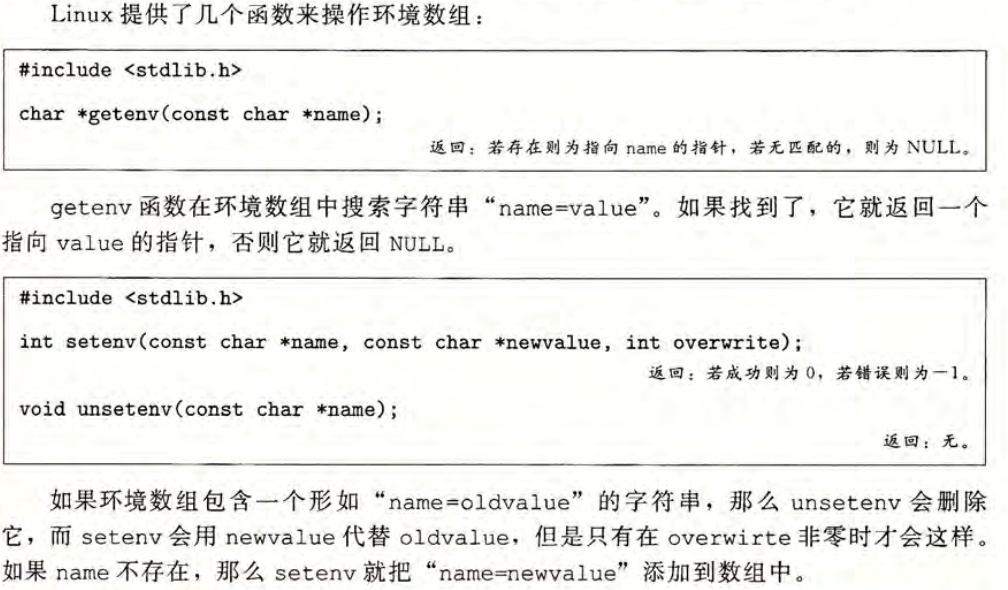 Linux 提供了几个函数来操作环境数组：
#include <stdlib.h>
char *getenv(const char *name);
返回：若存在则为指向 name 的指针，若无匹配的，则为 NULL。
getenv 函数在环境数组中搜索字符串“name=value”。如果找到了，它就返回一个
指向 value 的指针，否则它就返回 NULL。
#include <stdlib.h>
int setenv(const char *name, const char *newvalue, int overwrite);
返回：若成功则为 0，若错误则为－1。
void unsetenv(const char *name);
返回：无。
如果环境数组包含一个形如“name=oldvalue”的字符串，那么 unsetenv 会删除
它，而 setenv 会用 newvalue 代替 oldvalue，但是只有在 overwirte 非零时才会这样。
如果 name 不存在，那么 setenv 就把“name=newvalue”添加到数组中。